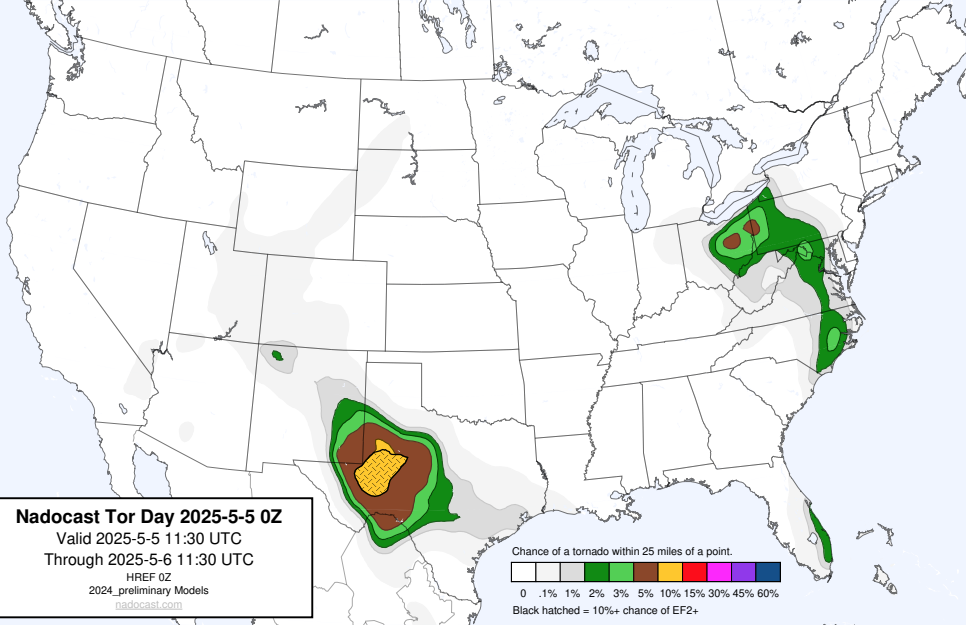 Nadocast Tor Day 2025-5-5 0Z
Valid 2025-5-5 11:30 UTC
Through 2025-5-6 11:30 UTC
HREF 0Z
2024_preliminary Models
nadocast.com
Chance of a tornado within 25 miles of a point.
0 .1% 1% 2% 3% 5% 10% 15% 30% 45% 60%
Black hatched = 10%+ chance of EF2+